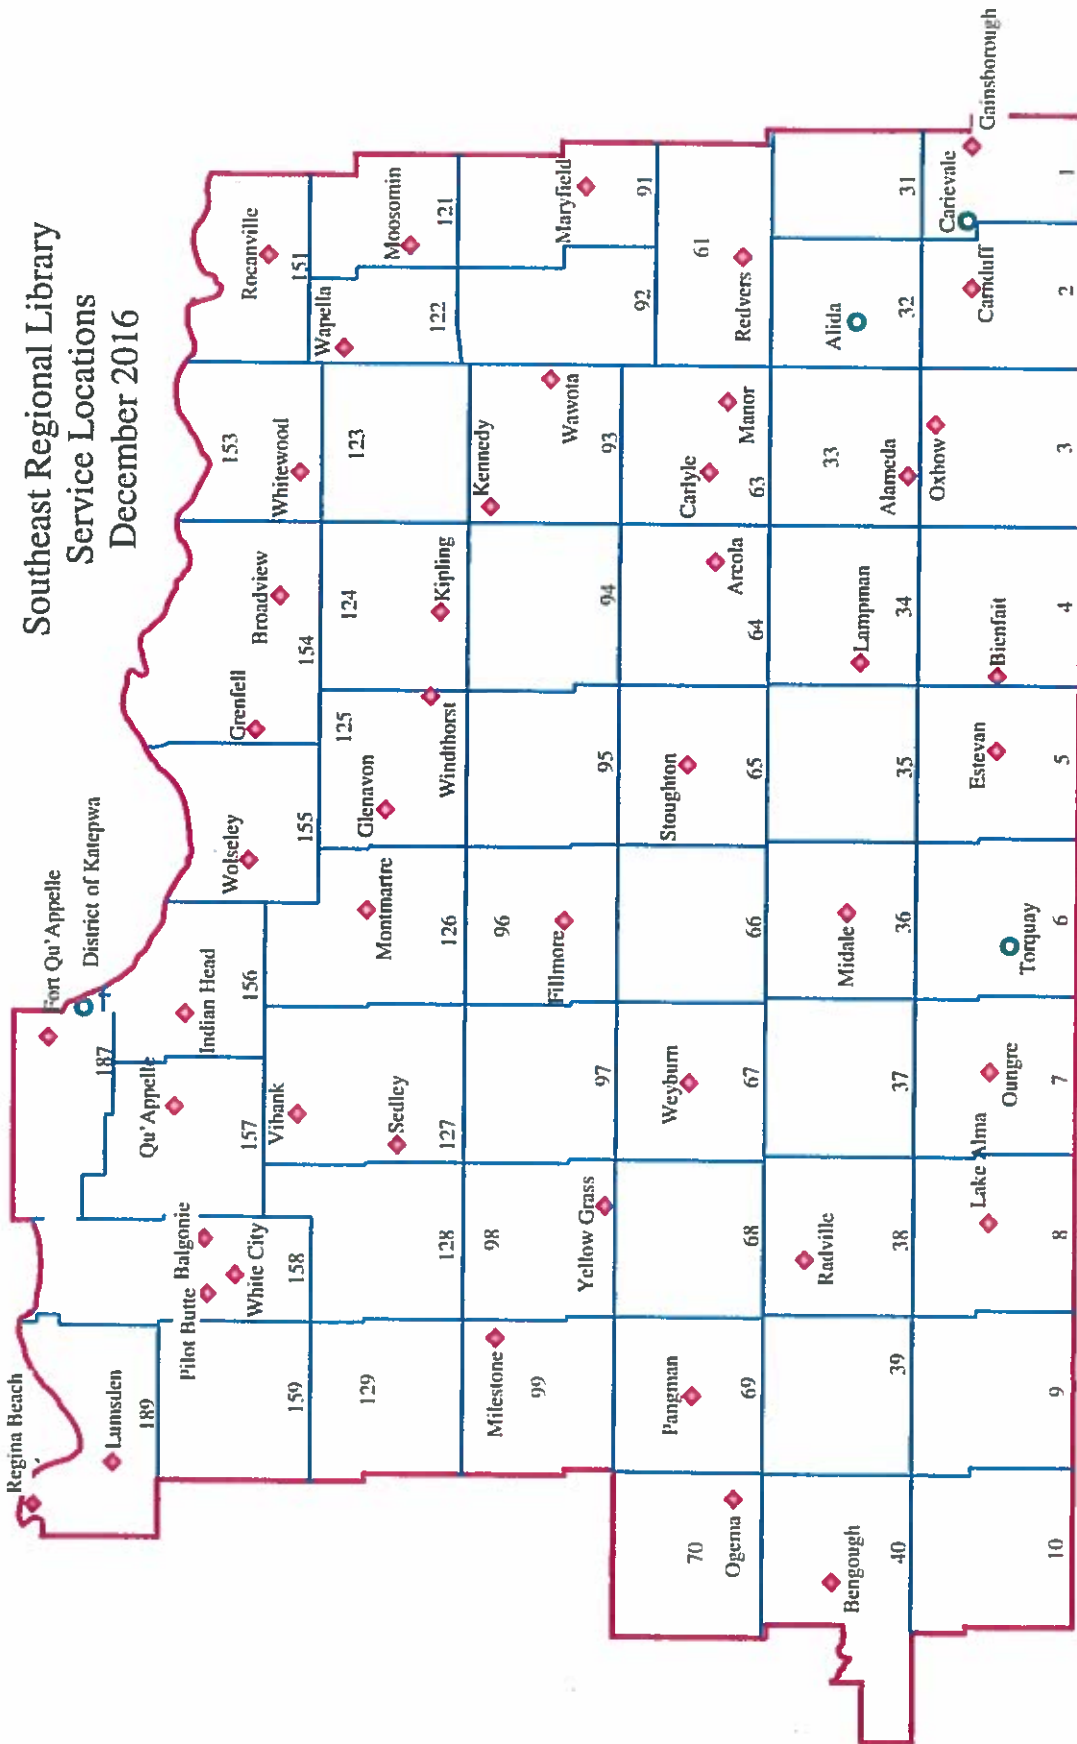 Southeast Regional Library
Service Locations
December 2016
Regina Beach
Lumsden
189
Fort Qu'Appelle
District of Katepwa
187
Pilot Butte
Balgonie
White City
158
159
Qu'Appelle
157
Indian Head
156
Wolseley
155
Grenfell
Broadview
154
153
Whitewood
Rocanville
151
129
128
Vibank
Sedley
127
Montmartre
126
125
Glenavon
Windthorst
124
Kipling
123
Wapella
122
Moosomin
121
Milestone
99
98
Yellow Grass
97
96
Fillmore
95
94
Kennedy
Wawota
93
92
Maryfield
91
70
Ogema
Pangman
69
68
Weyburn
67
66
Stoughton
65
64
Arcola
Carlyle
63
Manor
61
Redvers
Bengough
40
39
Radville
38
37
Midale
36
35
Lampman
34
33
Alameda
Alida
32
31
10
9
Lake Alma
8
Oungre
7
Torquay
6
Estevan
5
Bienfait
4
Oxbow
3
Carnduff
2
Carievale
1
Gainsborough